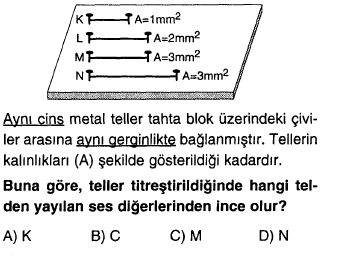 K A=1mm²
L A=2mm²
M A=3mm²
N A=3mm²
Aynı cins metal teller tahta blok üzerindeki çivi-
ler arasına aynı gerginlikte bağlanmıştır. Tellerin
kalınlıkları (A) şekilde gösterildiği kadardır.
Buna göre, teller titreştirildiğinde hangi tel-
den yayılan ses diğerlerinden ince olur?
A) K B) C C) M D) N